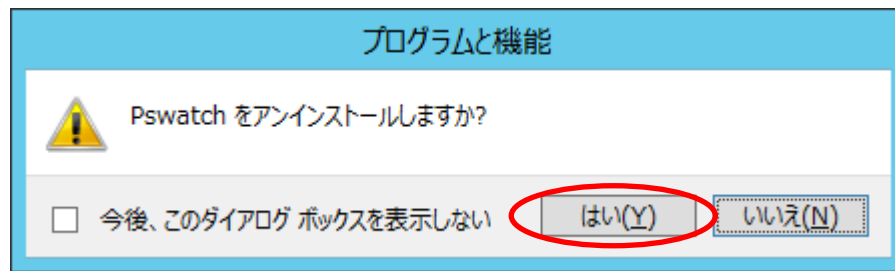 プログラムと機能
Pswatch をアンインストールしますか?
今後、このダイアログ ボックスを表示しない
はい(Y)
いいえ(N)